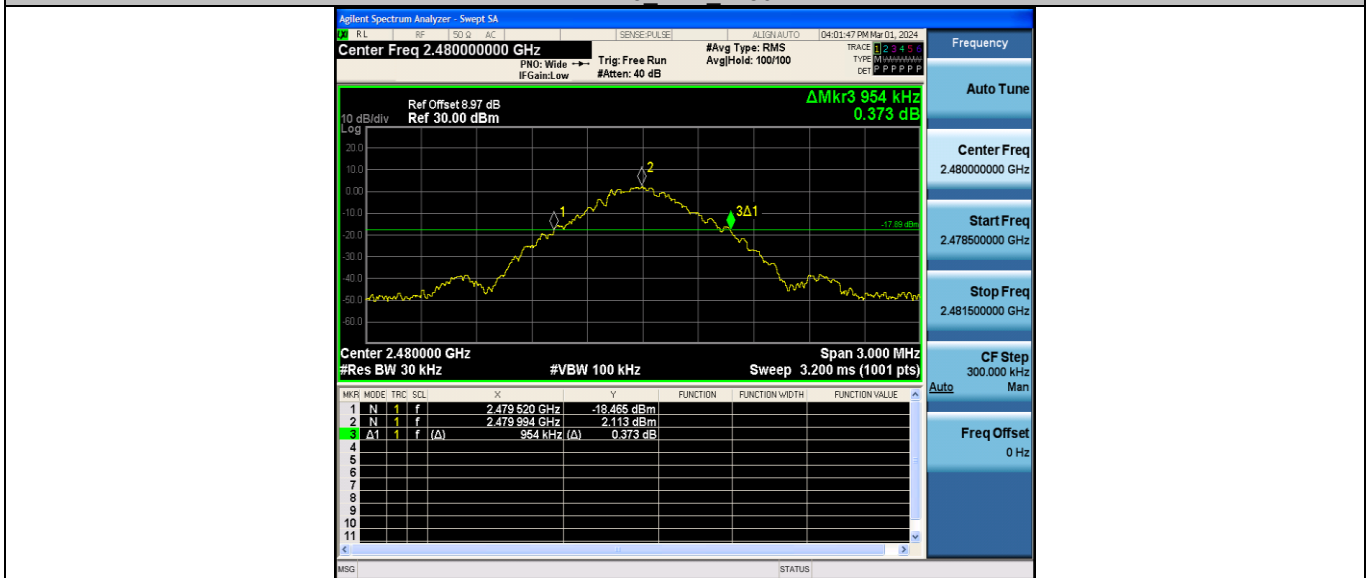 Agilent Spectrum Analyzer - Swept SA
RL RF 50 Ω AC SENSE:PULSE ALIGNAUTO 04:01:47 PM Mar 01, 2024
Center Freq 2.480000000 GHz #Avg Type: RMS TRACE 1 2 3 4 5 6
PNO: Wide Trig: Free Run Avg|Hold: 100/100 TYPE M
IFGain:Low #Atten: 40 dB DET P P P P P P
ΔMkr3 954 kHz
0.373 dB
Ref Offset 8.97 dB
10 dB/div Ref 30.00 dBm
Log
20.0
10.0
0.00
-10.0
-20.0
-30.0
-40.0
-50.0
-60.0
1
2
3Δ1
-17.89 dBm
Center 2.480000 GHz Span 3.000 MHz
#Res BW 30 kHz #VBW 100 kHz Sweep 3.200 ms (1001 pts)
MKR MODE TRC SCL X Y FUNCTION FUNCTION WIDTH FUNCTION VALUE
1 N 1 f 2.479 520 GHz -18.465 dBm
2 N 1 f 2.479 994 GHz 2.113 dBm
3 Δ1 1 f (Δ) 954 kHz (Δ) 0.373 dB
4
5
6
7
8
9
10
11
MSG STATUS
Frequency
Auto Tune
Center Freq
2.480000000 GHz
Start Freq
2.478500000 GHz
Stop Freq
2.481500000 GHz
CF Step
300.000 kHz
Auto Man
Freq Offset
0 Hz